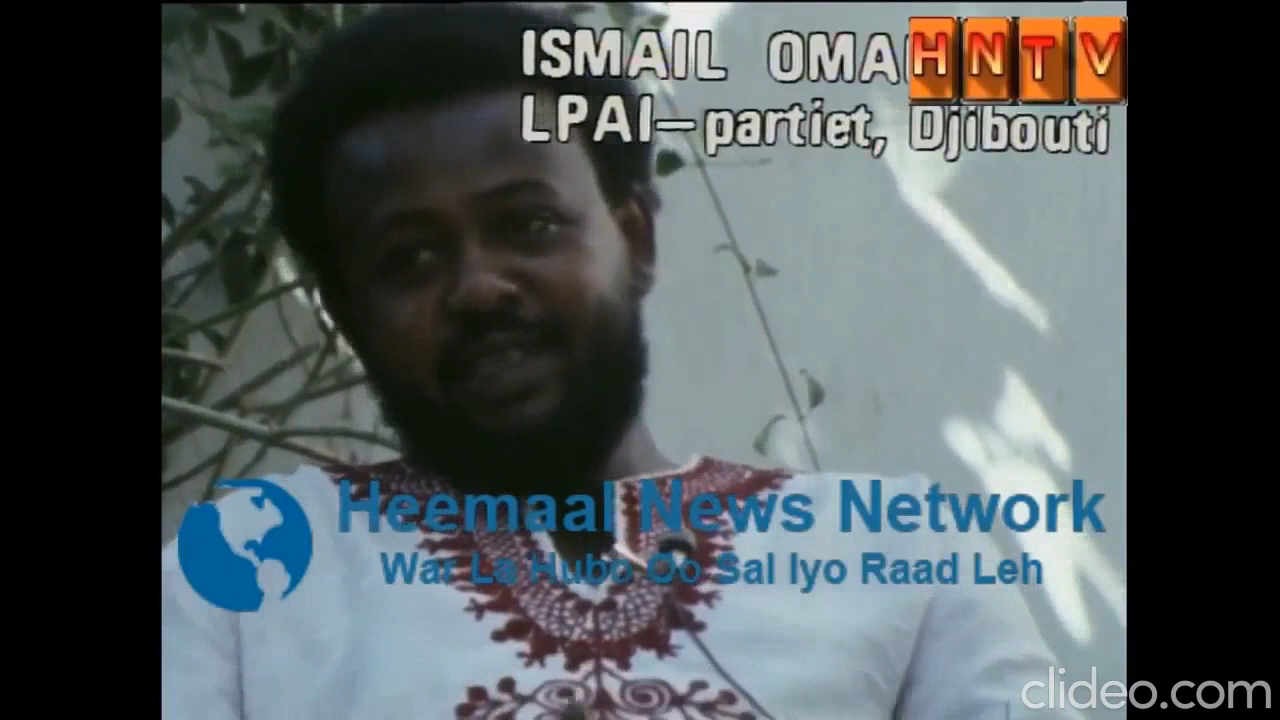 ISMAIL OMA
HNTV
LPAI-partiet, Djibouti
Heemaal News Network
War La Hubo Oo Sal Iyo Raad Leh
clideo.com